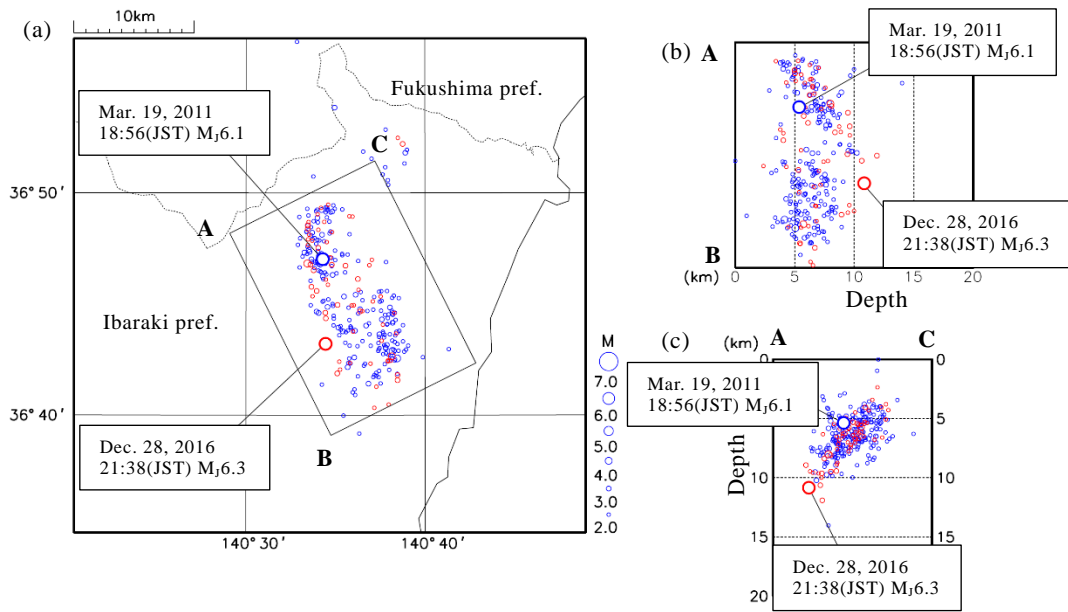 10km
(a)
Fukushima pref.
Mar. 19, 2011
18:56(JST) MJ6.1
C
36°50′
A
Ibaraki pref.
36°40′
Dec. 28, 2016
21:38(JST) MJ6.3
B
140°30′
140°40′
M
7.0
6.0
5.0
4.0
3.0
2.0
(b)
A
Mar. 19, 2011
18:56(JST) MJ6.1
Dec. 28, 2016
21:38(JST) MJ6.3
B
(km)
0
5
10
15
20
Depth
(c)
(km)
A
C
0
0
Mar. 19, 2011
18:56(JST) MJ6.1
5
Depth
10
10
15
15
Dec. 28, 2016
21:38(JST) MJ6.3
20